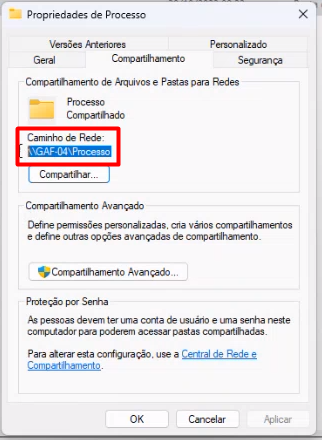 Propriedades de Processo
Versões Anteriores
Personalizado
Geral
Compartilhamento
Segurança
Compartilhamento de Arquivos e Pastas para Redes
Processo
Compartilhado
Caminho de Rede:
\\GAF-04\Processo
Compartilhar...
Compartilhamento Avançado
Define permissões personalizadas, cria vários compartilhamentos
e define outras opções avançadas de compartilhamento.
Compartilhamento Avançado...
Proteção por Senha
As pessoas devem ter uma conta de usuário e uma senha neste
computador para poderem acessar pastas compartilhadas.
Para alterar esta configuração, use a Central de Rede e
Compartilhamento.
OK
Cancelar
Aplicar